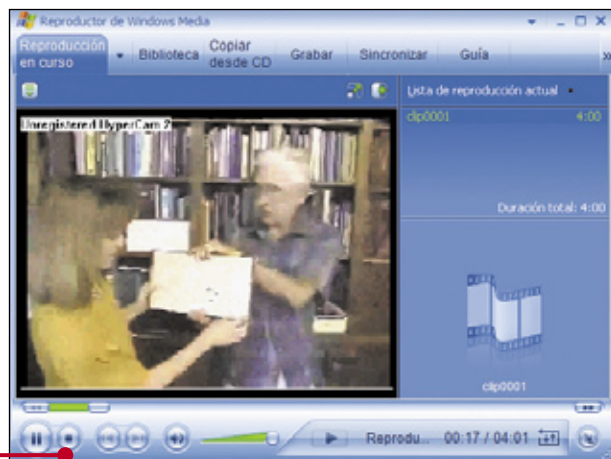 Reproductor de Windows Media
Reproducción en curso
Biblioteca
Copiar desde CD
Grabar
Sincronizar
Guía
Lista de reproducción actual
Unregistered HyperCam 2
clip0001 4:00
Duración total: 4:00
clip0001
Reprodu... 00:17 / 04:01